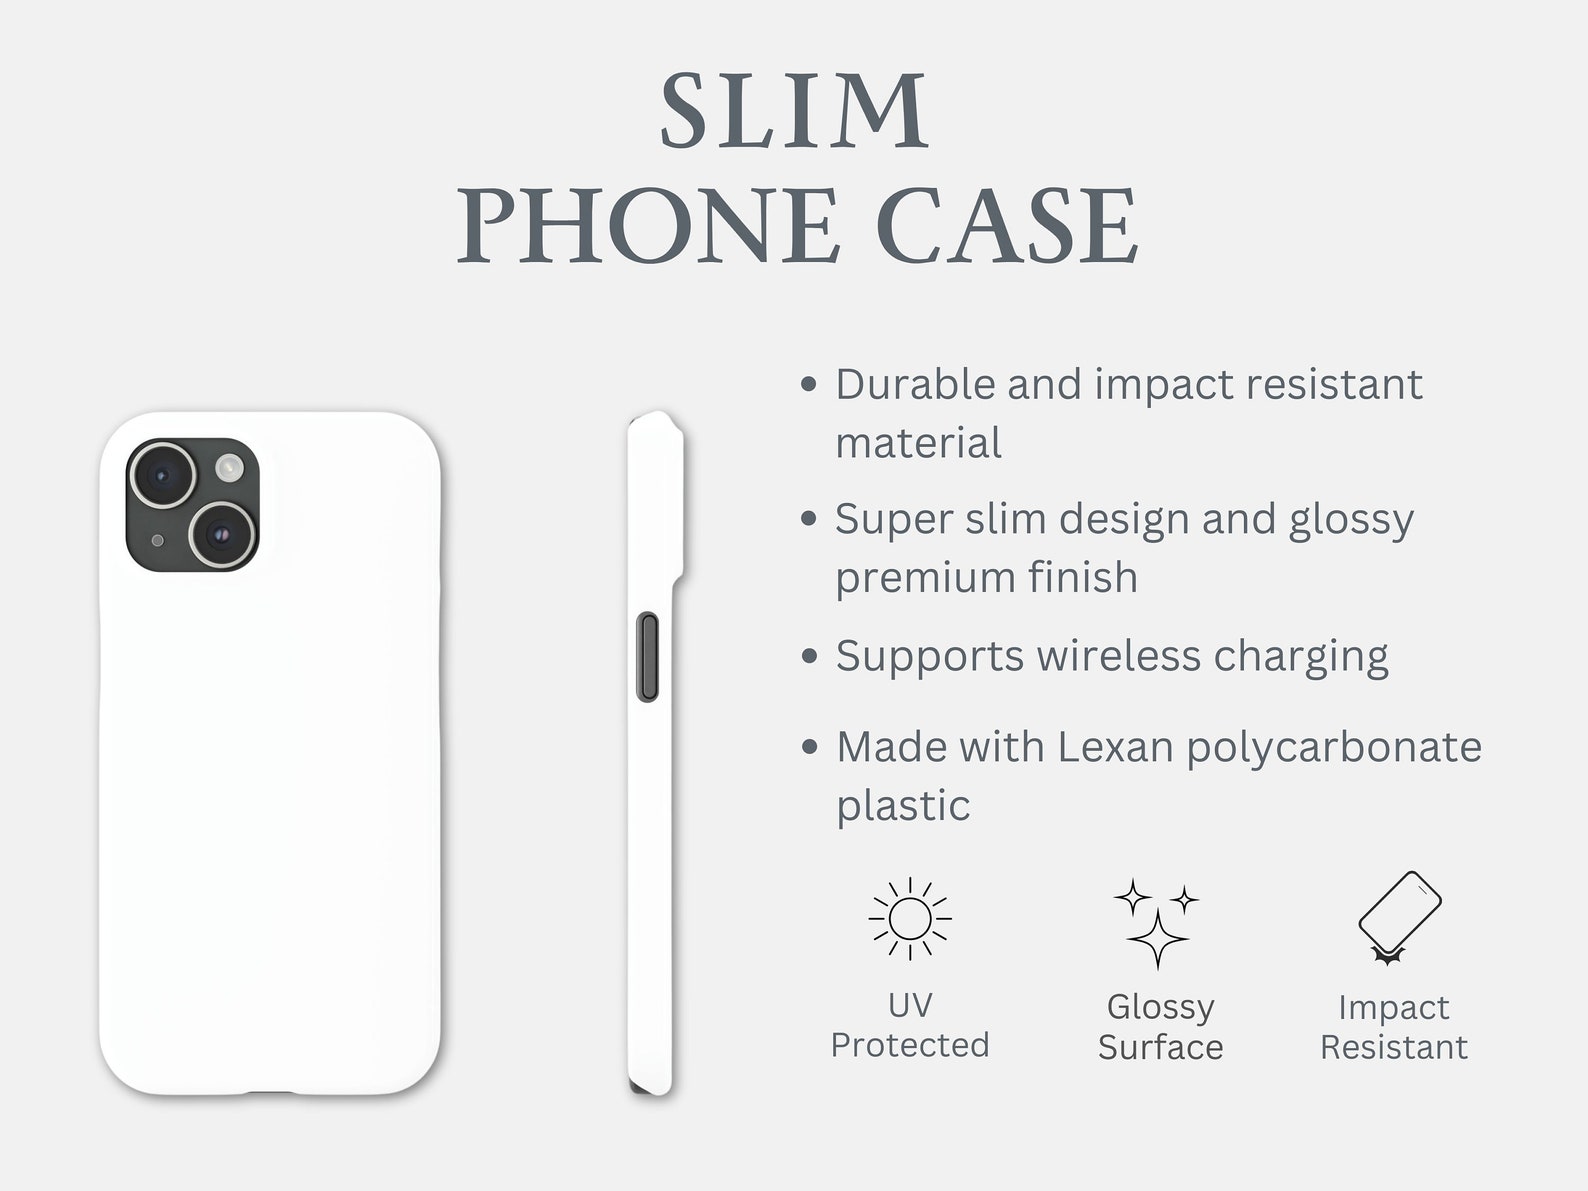 SLIM
PHONE CASE
• Durable and impact resistant
material
• Super slim design and glossy
premium finish
• Supports wireless charging
• Made with Lexan polycarbonate
plastic
UV
Protected
Glossy
Surface
Impact
Resistant